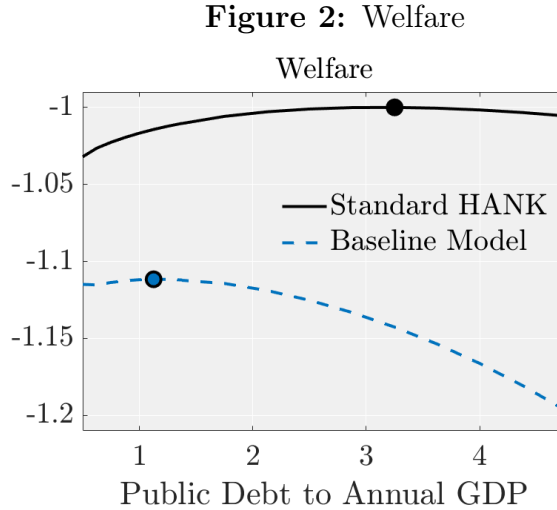 Figure 2: Welfare
Welfare
-1
-1.05
-1.1
-1.15
-1.2
Standard HANK
Baseline Model
1 2 3 4
Public Debt to Annual GDP